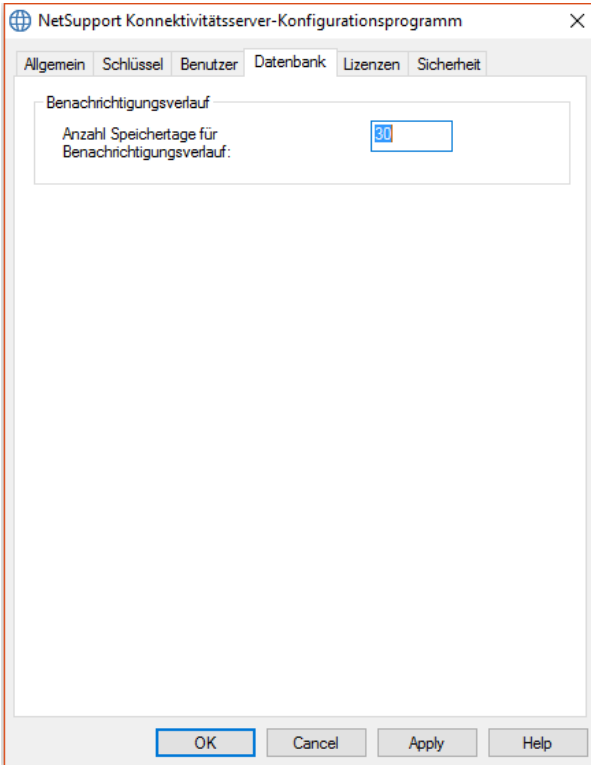 NetSupport Konnektivitätsserver-Konfigurationsprogramm
Allgemein Schlüssel Benutzer Datenbank Lizenzen Sicherheit
Benachrichtigungsverlauf
Anzahl Speichertage für
Benachrichtigungsverlauf:
30
OK Cancel Apply Help